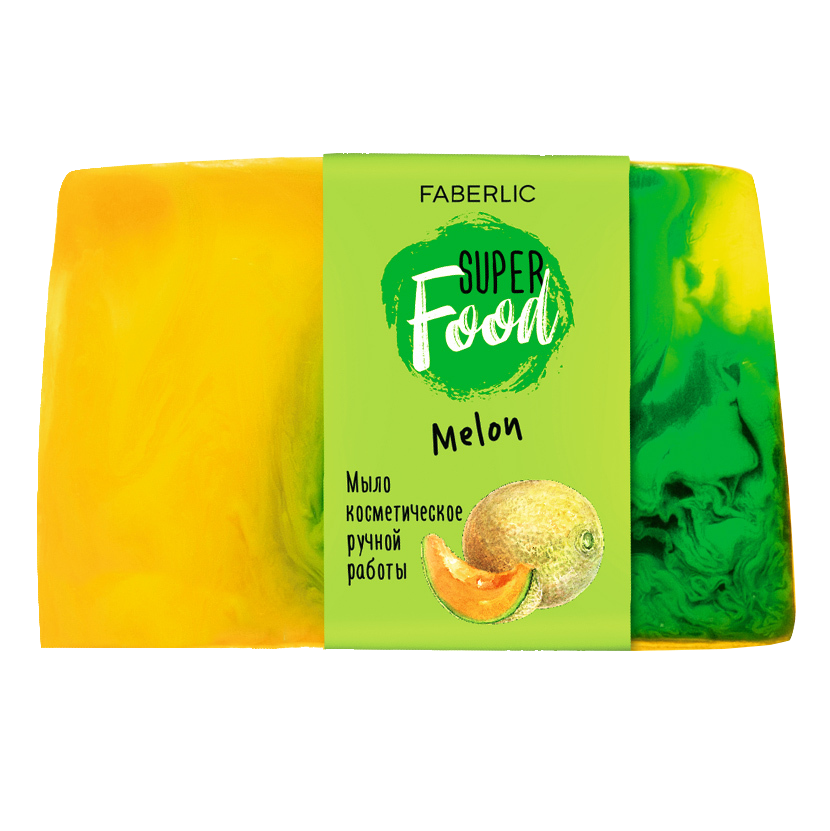 FABERLIC
SUPER
Food
Melon
Мыло
косметическое
ручной
работы